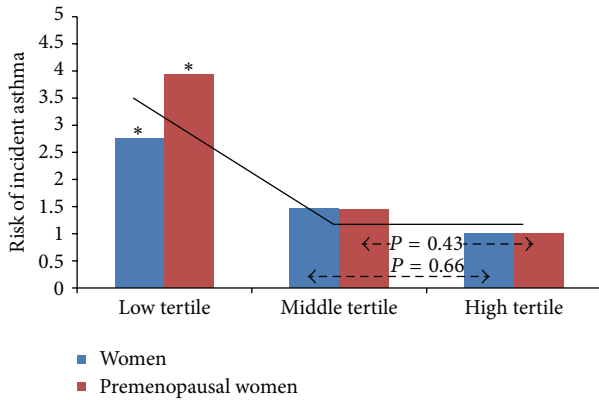 Risk of incident asthma
5
4.5
4
3.5
3
2.5
2
1.5
1
0.5
0
*
*
P = 0.43
P = 0.66
Low tertile
Middle tertile
High tertile
Women
Premenopausal women